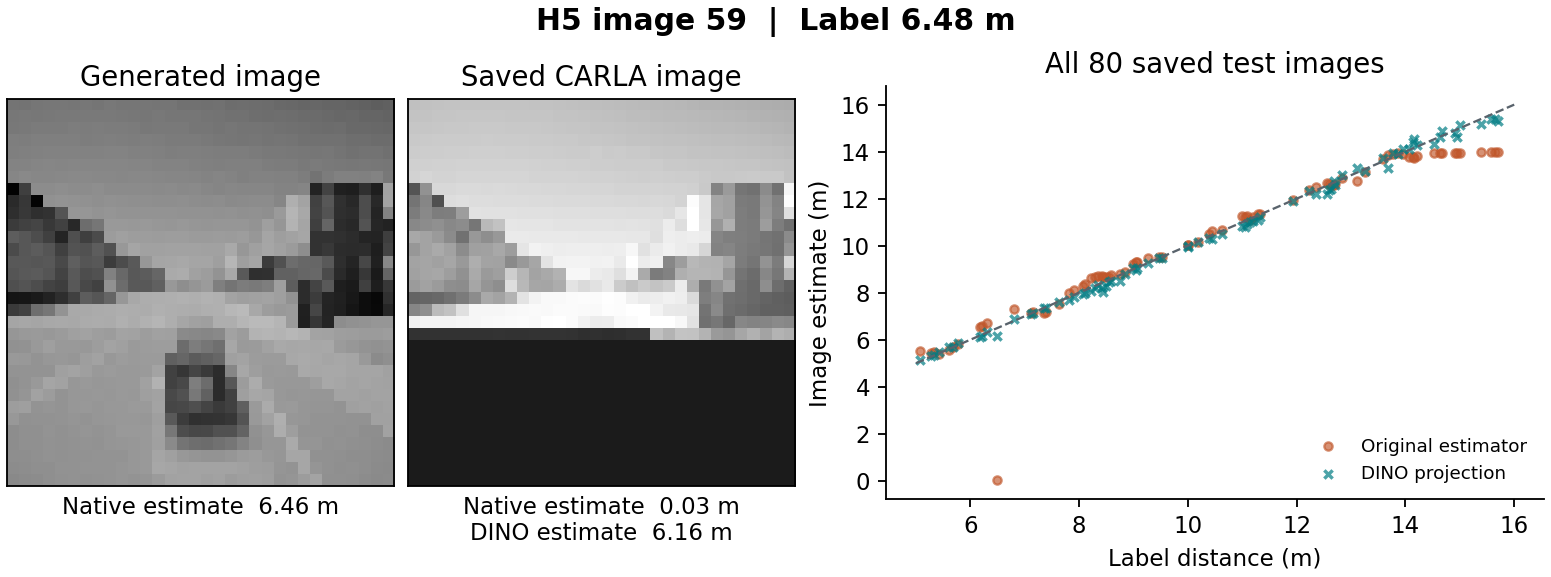 H5 image 59 | Label 6.48 m
Generated image
Saved CARLA image
All 80 saved test images
Native estimate 6.46 m
Native estimate 0.03 m
DINO estimate 6.16 m
Image estimate (m)
16
14
12
10
8
6
4
2
0
Original estimator
DINO projection
6 8 10 12 14 16
Label distance (m)